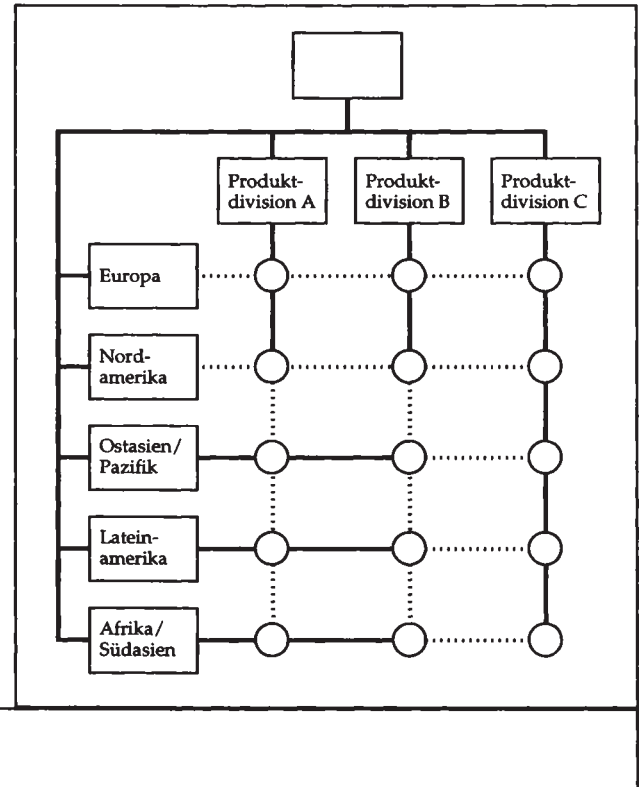 Produkt-
division A
Produkt-
division B
Produkt-
division C
Europa
Nord-
amerika
Ostasien/
Pazifik
Latein-
amerika
Afrika/
Südasien